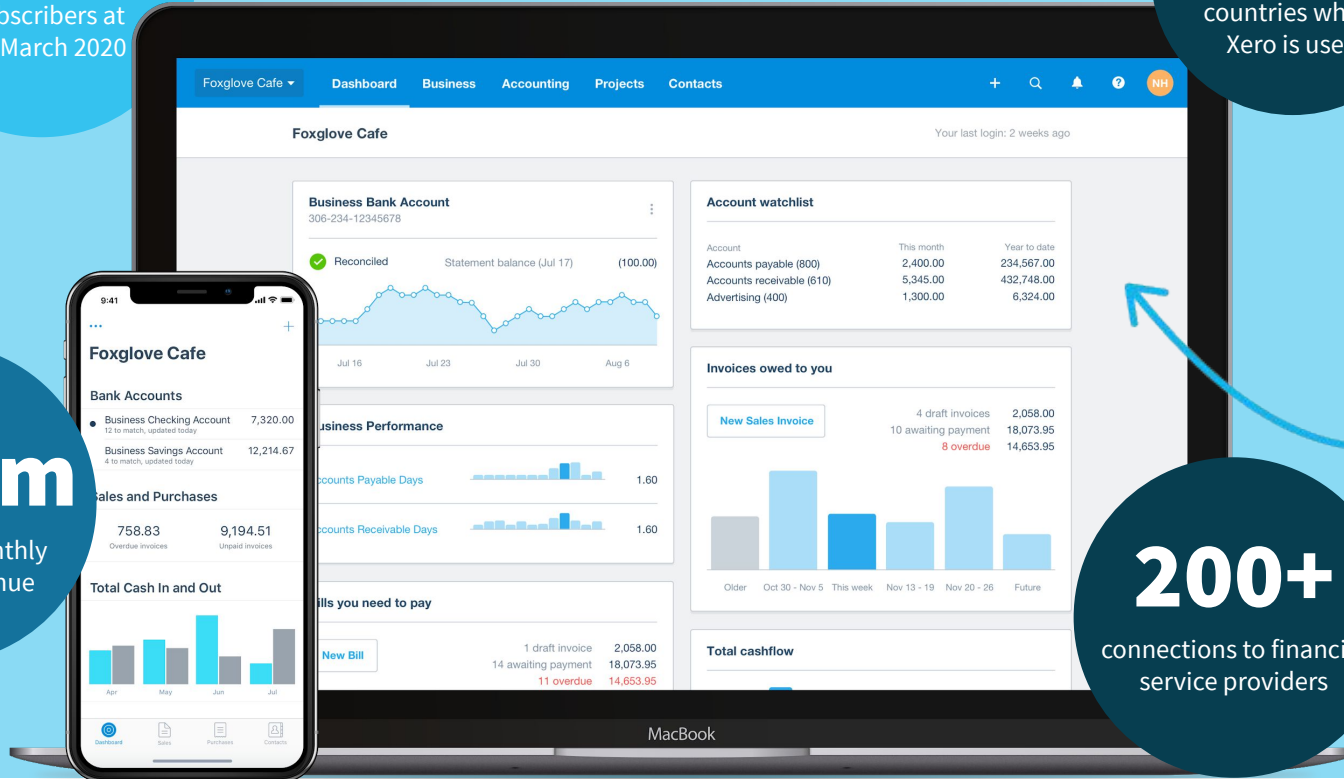 bscribers at
March 2020
countries wh
Xero is use
Foxglove Cafe
Dashboard
Business
Accounting
Projects
Contacts
NH
Foxglove Cafe
Your last login: 2 weeks ago
Business Bank Account
306-234-12345678
Reconciled
Statement balance (Jul 17)
(100.00)
Jul 16
Jul 23
Jul 30
Aug 6
Account watchlist
Account This month Year to date
Accounts payable (800) 2,400.00 234,567.00
Accounts receivable (610) 5,345.00 432,748.00
Advertising (400) 1,300.00 6,324.00
usiness Performance
ccounts Payable Days 1.60
ccounts Receivable Days 1.60
Invoices owed to you
New Sales Invoice
4 draft invoices 2,058.00
10 awaiting payment 18,073.95
8 overdue 14,653.95
Older
Oct 30 - Nov 5
This week
Nov 13 - 19
Nov 20 - 26
Future
ills you need to pay
New Bill
1 draft invoice 2,058.00
14 awaiting payment 18,073.95
11 overdue 14,653.95
Total cashflow
MacBook
9:41
Foxglove Cafe
Bank Accounts
Business Checking Account 7,320.00
12 to match, updated today
Business Savings Account 12,214.67
4 to match, updated today
ales and Purchases
758.83 9,194.51
Overdue invoices Unpaid invoices
Total Cash In and Out
Apr
May
Jun
Jul
Dashboard
Sales
Purchases
Contacts
m
nthly
nue
200+
connections to financi
service providers